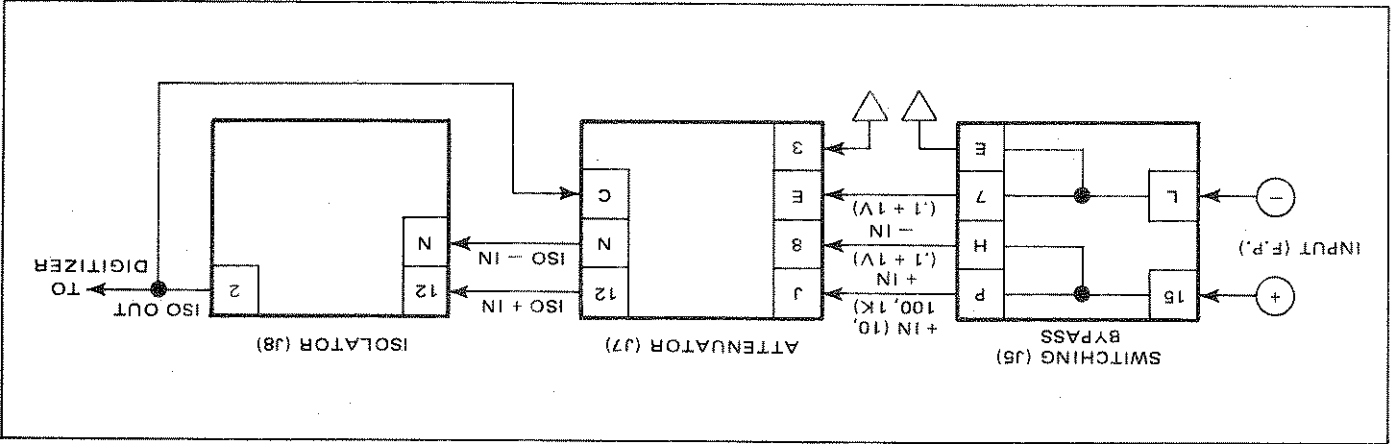 SWITCHING (J5)
BYPASS
ATTENUATOR (J7)
ISOLATOR (J8)
INPUT (F.P.)
+
−
15
L
P
H
7
E
+ IN (10,
100, 1K)
+ IN
(.1 + 1V)
− IN
(.1 + 1V)
J
8
E
3
12
N
C
ISO + IN
ISO − IN
12
N
2
ISO OUT
TO
DIGITIZER